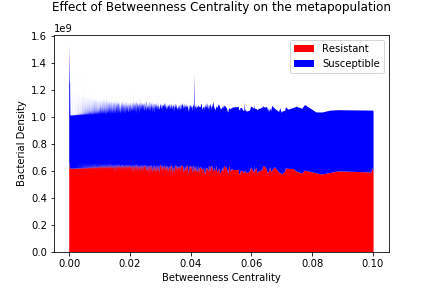 Effect of Betweenness Centrality on the metapopulation
1e9
1.6
1.4
1.2
1.0
0.8
0.6
0.4
0.2
0.0
Bacterial Density
Resistant
Susceptible
0.00 0.02 0.04 0.06 0.08 0.10
Betweenness Centrality